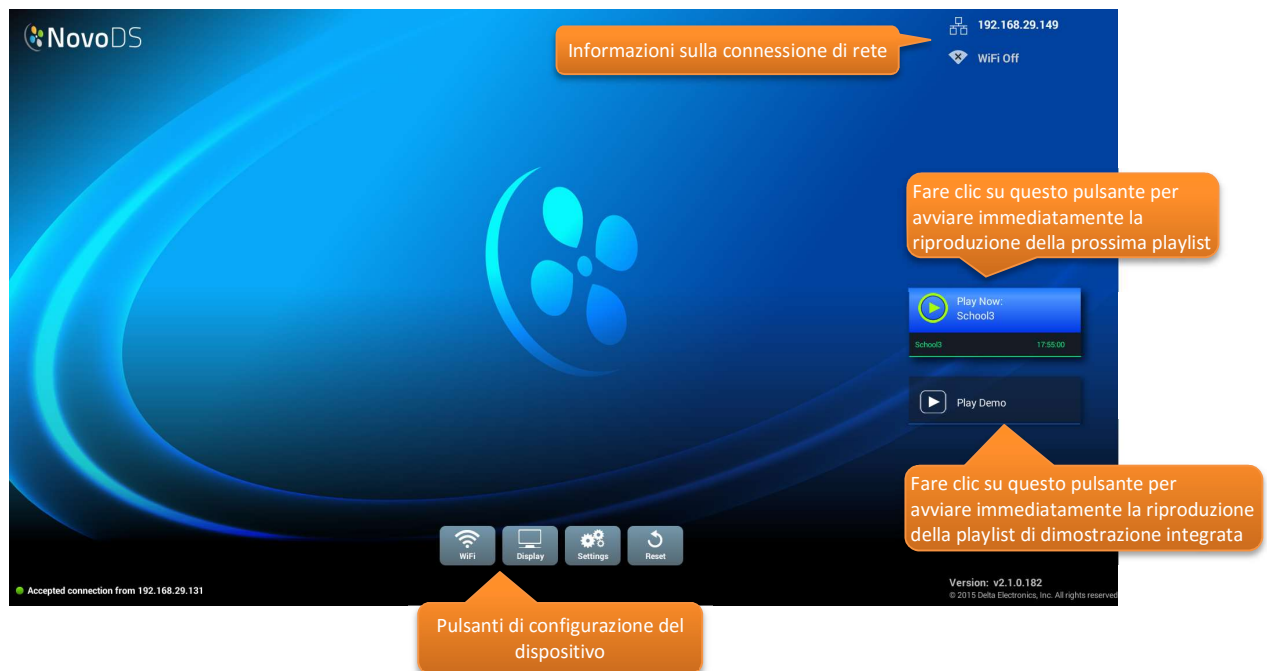 NovoDS
Informazioni sulla connessione di rete
192.168.29.149
WiFi Off
Fare clic su questo pulsante per
avviare immediatamente la
riproduzione della prossima playlist
Play Now:
School3
School3 17:55:00
Play Demo
Fare clic su questo pulsante per
avviare immediatamente la riproduzione
della playlist di dimostrazione integrata
WiFi Display Settings Reset
Accepted connection from 192.168.29.131
Version: v2.1.0.182
© 2015 Delta Electronics, Inc. All rights reserved
Pulsanti di configurazione del
dispositivo